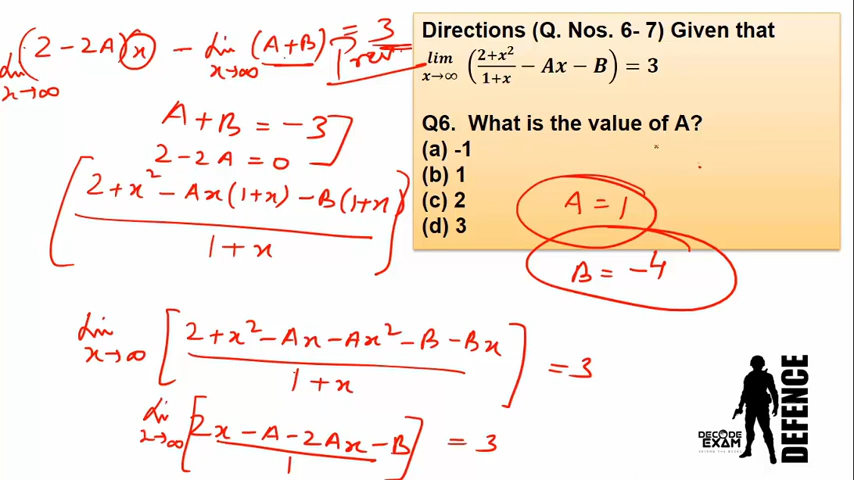 Lim (2-2A)(x) - Lim (A+B) = 3
x→∞ x→∞
A+B = -3
2-2A = 0
[2+x²-Ax(1+x)-B(1+x)]
1+x
Lim [2+x²-Ax-Ax²-B-Bx] = 3
x→∞ 1+x
Lim [2x-A-2Ax-B] = 3
x→∞ 1
Directions (Q. Nos. 6- 7) Given that
lim (2+x²/1+x - Ax - B) = 3
x→∞
Q6. What is the value of A?
(a) -1
(b) 1
(c) 2
(d) 3
A = 1
B = -4
DECODE
EXAM
DEFENCE